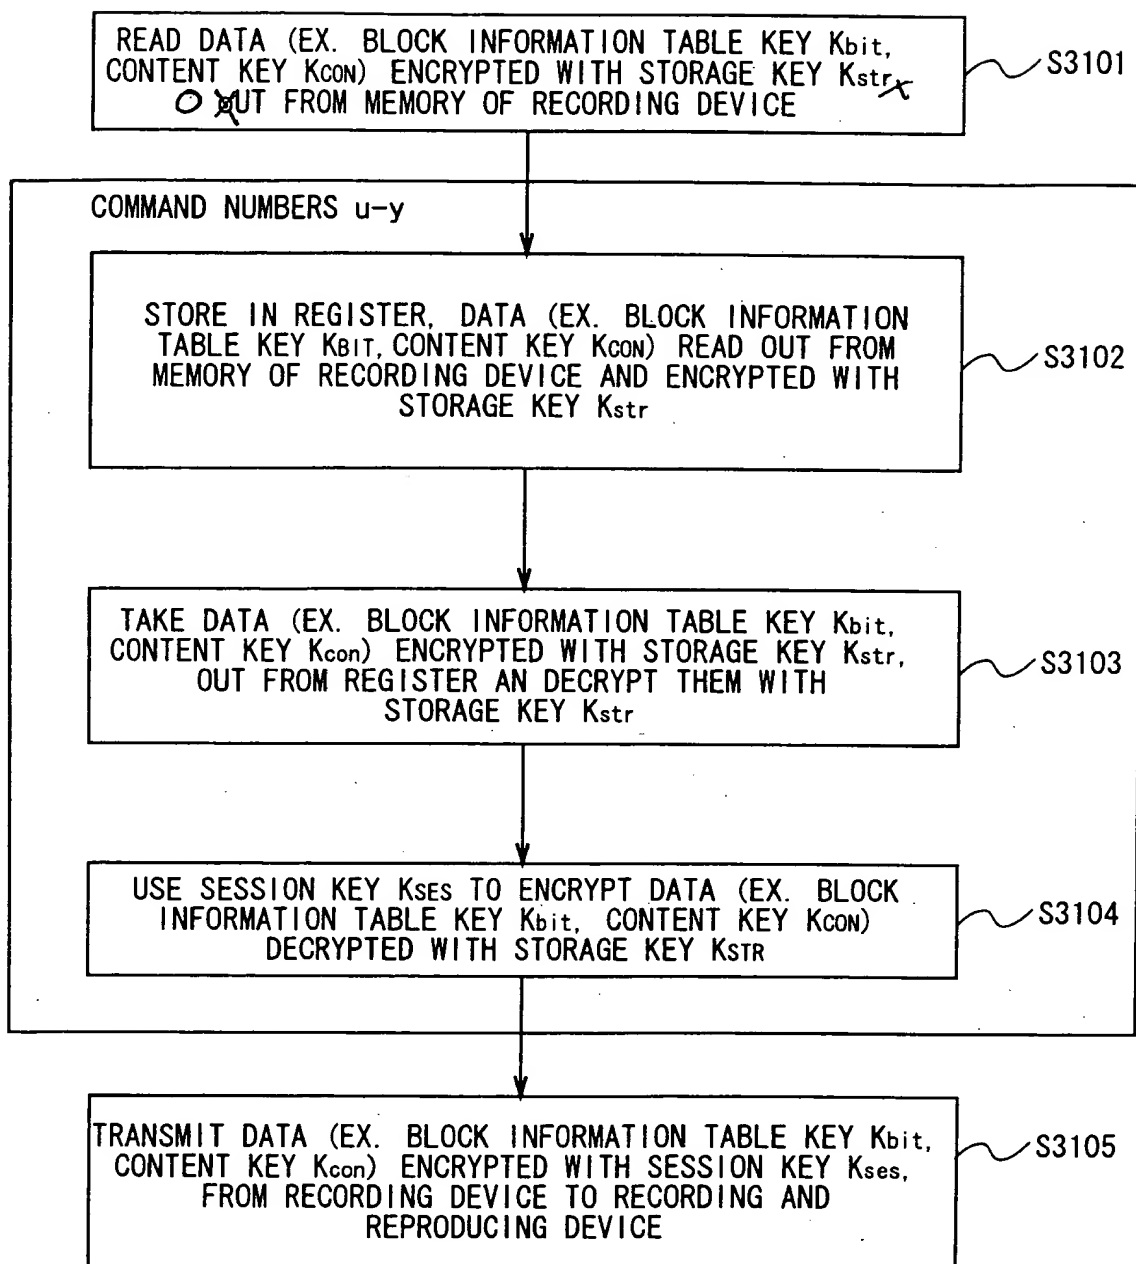 READ DATA (EX. BLOCK INFORMATION TABLE KEY Kbit,
CONTENT KEY KCON) ENCRYPTED WITH STORAGE KEY Kstr
OUT FROM MEMORY OF RECORDING DEVICE
S3101
COMMAND NUMBERS u-y
STORE IN REGISTER, DATA (EX. BLOCK INFORMATION
TABLE KEY KBIT, CONTENT KEY KCON) READ OUT FROM
MEMORY OF RECORDING DEVICE AND ENCRYPTED WITH
STORAGE KEY Kstr
S3102
TAKE DATA (EX. BLOCK INFORMATION TABLE KEY Kbit,
CONTENT KEY Kcon) ENCRYPTED WITH STORAGE KEY Kstr,
OUT FROM REGISTER AN DECRYPT THEM WITH
STORAGE KEY Kstr
S3103
USE SESSION KEY KSES TO ENCRYPT DATA (EX. BLOCK
INFORMATION TABLE KEY Kbit, CONTENT KEY KCON)
DECRYPTED WITH STORAGE KEY KSTR
S3104
TRANSMIT DATA (EX. BLOCK INFORMATION TABLE KEY Kbit,
CONTENT KEY Kcon) ENCRYPTED WITH SESSION KEY Kses,
FROM RECORDING DEVICE TO RECORDING AND
REPRODUCING DEVICE
S3105